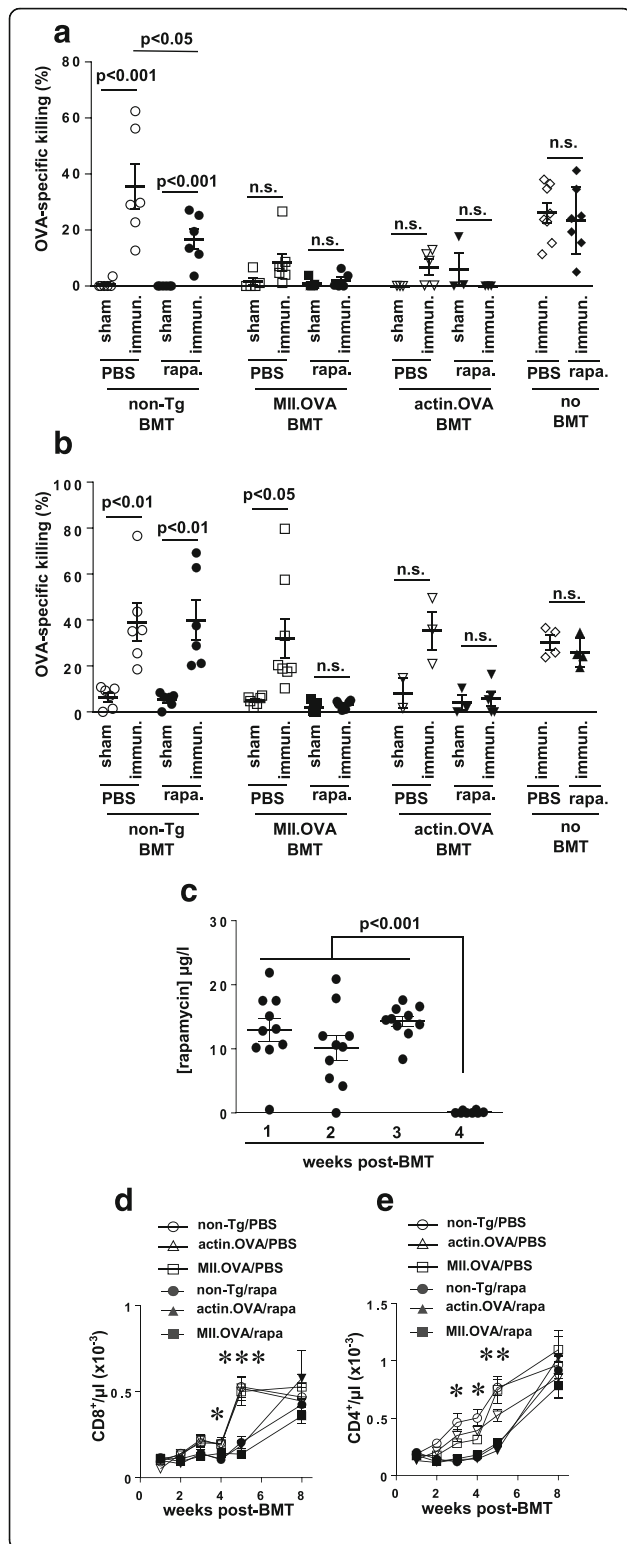 a
p<0.05
p<0.001
p<0.001
n.s.
n.s.
n.s.
n.s.
n.s.
OVA-specific killing (%)
80
60
40
20
0
sham immun. sham immun. sham immun. sham immun. sham immun. sham immun. immun. immun.
PBS rapa. PBS rapa. PBS rapa. PBS rapa.
non-Tg MII.OVA actin.OVA no
BMT BMT BMT BMT
b
p<0.01
p<0.01
p<0.05
n.s.
n.s.
n.s.
n.s.
OVA-specific killing (%)
100
80
60
40
20
0
sham immun. sham immun. sham immun. sham immun. sham immun. sham immun. immun. immun.
PBS rapa. PBS rapa. PBS rapa. PBS rapa.
non-Tg MII.OVA actin.OVA no
BMT BMT BMT BMT
c
p<0.001
[rapamycin] µg/l
30
20
10
0
1 2 3 4
weeks post-BMT
d
non-Tg/PBS
actin.OVA/PBS
MII.OVA/PBS
non-Tg/rapa
actin.OVA/rapa
MII.OVA/rapa
CD8⁺/µl (x10⁻³)
1
0.5
0
* ***
0 2 4 6 8
weeks post-BMT
e
non-Tg/PBS
actin.OVA/PBS
MII.OVA/PBS
non-Tg/rapa
actin.OVA/rapa
MII.OVA/rapa
CD4⁺/µl (x10⁻³)
1.5
1
0.5
0
* * **
0 2 4 6 8
weeks post-BMT